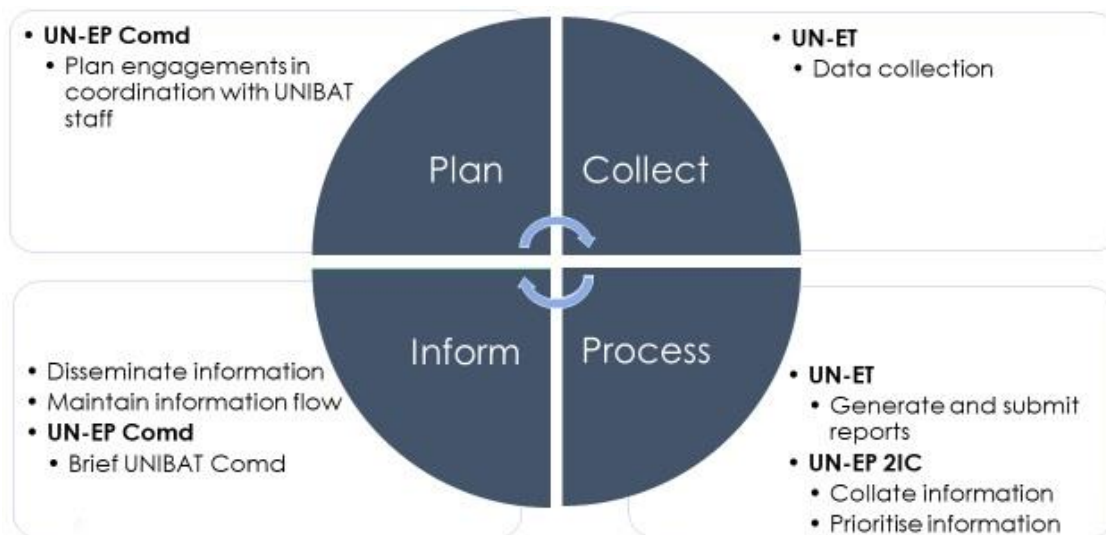 UN-EP Comd
Plan engagements in
coordination with UNIBAT
staff
UN-ET
Data collection
Plan
Collect
Inform
Process
Disseminate information
Maintain information flow
UN-EP Comd
Brief UNIBAT Comd
UN-ET
Generate and submit
reports
UN-EP 2IC
Collate information
Prioritise information